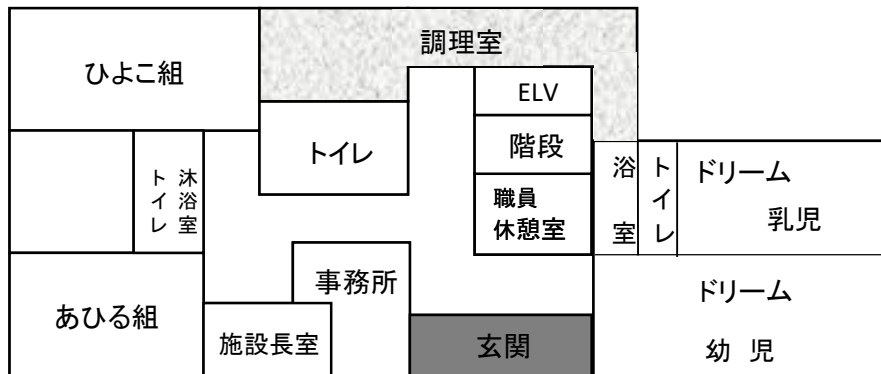 調理室
ひよこ組
ELV
トイレ
階段
沐浴室
トイレ
浴室
トイレ
ドリーム
乳児
職員
休憩室
事務所
ドリーム
幼児
あひる組
施設長室
玄関